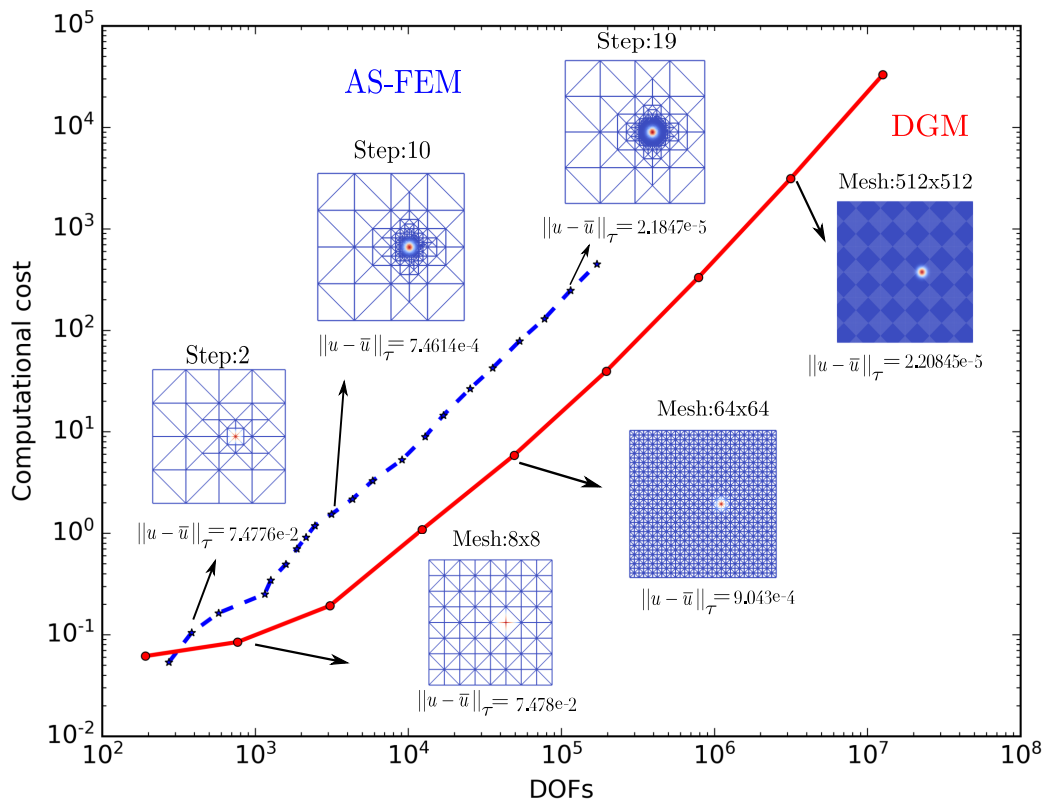 10^5
10^4
10^3
10^2
10^1
10^0
10^-1
10^-2
Computational cost
AS-FEM
DGM
Step:19
||u − ū||_τ = 2.1847e-5
Step:10
||u − ū||_τ = 7.4614e-4
Mesh:512x512
||u − ū||_τ = 2.20845e-5
Step:2
||u − ū||_τ = 7.4776e-2
Mesh:64x64
||u − ū||_τ = 9.043e-4
Mesh:8x8
||u − ū||_τ = 7.478e-2
10^2 10^3 10^4 10^5 10^6 10^7 10^8
DOFs